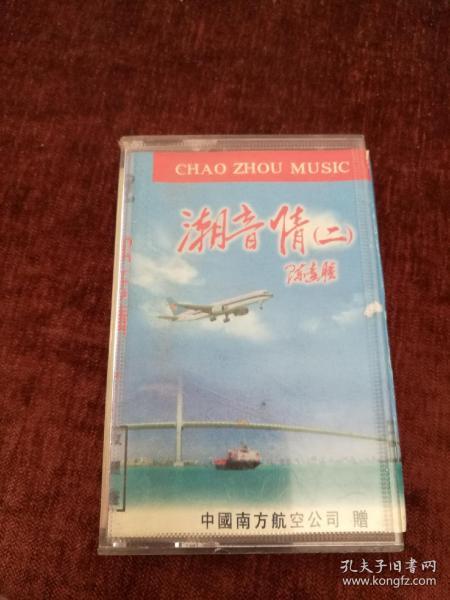 CHAO ZHOU MUSIC
潮音情(二)
中國南方航空公司 贈
孔夫子旧书网
www.kongfz.com